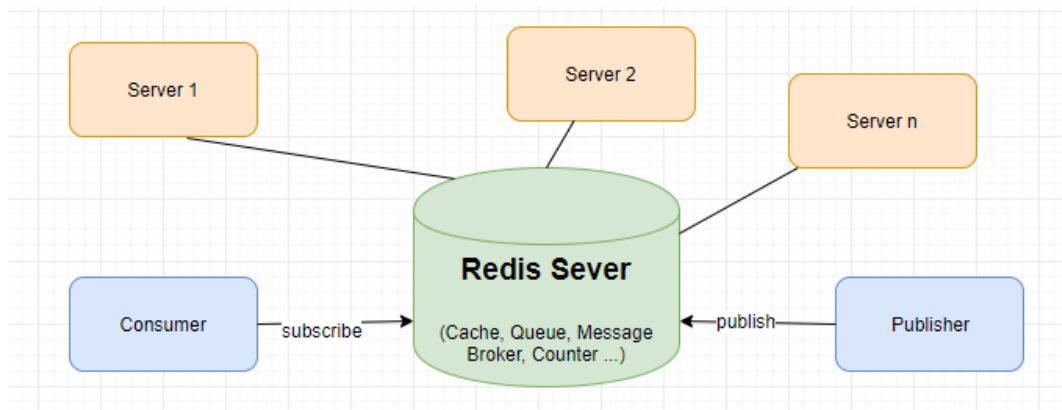 Server 1
Server 2
Server n
Redis Sever
(Cache, Queue, Message
Broker, Counter ...)
Consumer
subscribe
publish
Publisher